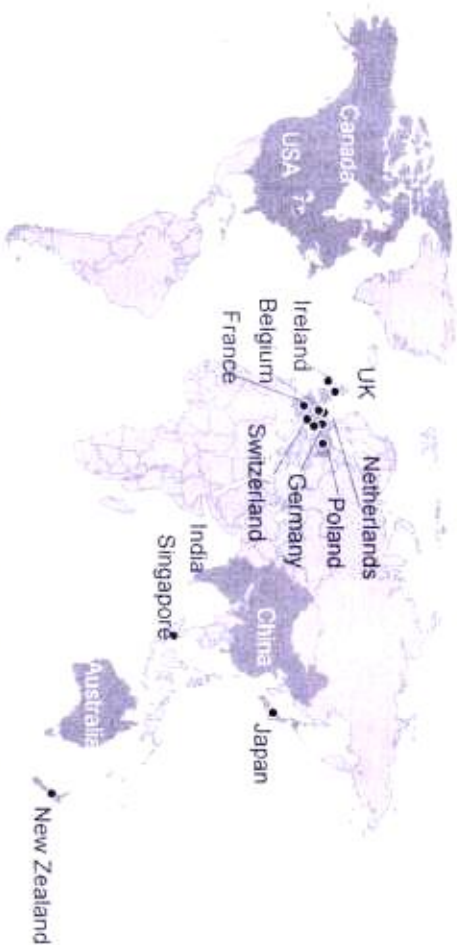 Canada
USA
UK
Ireland
Belgium
France
Netherlands
Poland
Germany
Switzerland
China
India
Singapore
Japan
Australia
New Zealand